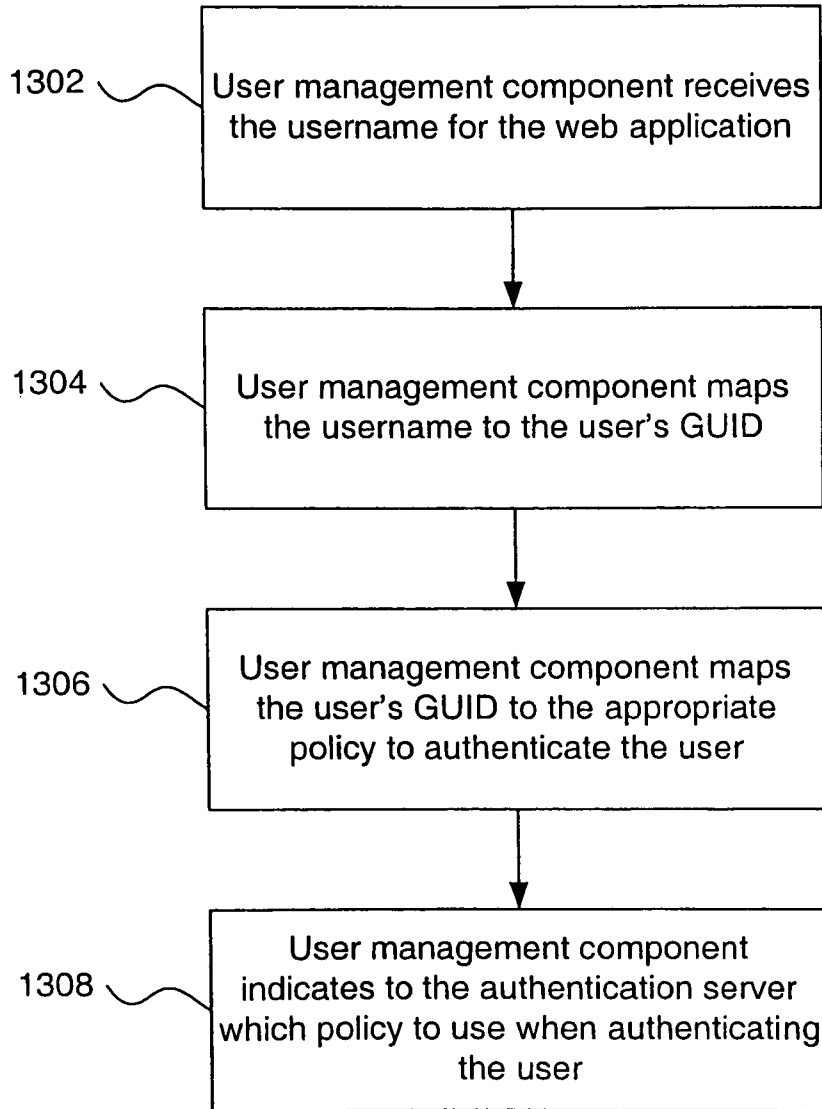 1302
User management component receives
the username for the web application
1304
User management component maps
the username to the user's GUID
1306
User management component maps
the user's GUID to the appropriate
policy to authenticate the user
1308
User management component
indicates to the authentication server
which policy to use when authenticating
the user